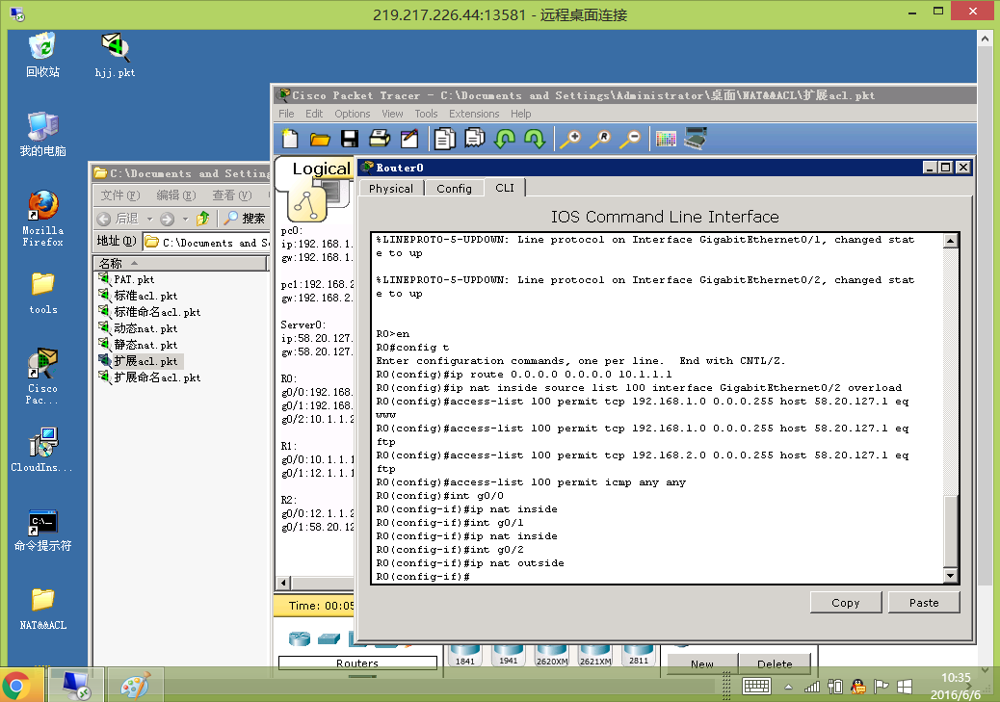 219.217.226.44:13581 - 远程桌面连接
回收站
hjj.pkt
我的电脑
Mozilla
Firefox
tools
Cisco
Pac...
CloudIns...
命令提示符
NAT&&ACL
C:\Documents and Setting
文件(F) 编辑(E) 查看(V)
后退 搜索
地址(D) C:\Documents and Se
名称
PAT.pkt
标准acl.pkt
标准命名acl.pkt
动态nat.pkt
静态nat.pkt
扩展acl.pkt
扩展命名acl.pkt
Cisco Packet Tracer - C:\Documents and Settings\Administrator\桌面\NAT&&ACL\扩展acl.pkt
File Edit Options View Tools Extensions Help
Logical
pc0:
ip:192.168.1.
gw:192.168.1.
pc1:192.168.2
gw:192.168.2.
Server0:
ip:58.20.127.
gw:58.20.127.
R0:
g0/0:192.168.
g0/1:192.168.
g0/2:10.1.1.2
R1:
g0/0:10.1.1.1
g0/1:12.1.1.1
R2:
g0/0:12.1.1.2
g0/1:58.20.12
Time: 00:05
Routers
1841 1941 2620XM 2621XM 2811
New Delete
Router0
Physical Config CLI
IOS Command Line Interface
%LINEPROTO-5-UPDOWN: Line protocol on Interface GigabitEthernet0/1, changed stat
e to up
%LINEPROTO-5-UPDOWN: Line protocol on Interface GigabitEthernet0/2, changed stat
e to up
R0>en
R0#config t
Enter configuration commands, one per line.  End with CNTL/Z.
R0(config)#ip route 0.0.0.0 0.0.0.0 10.1.1.1
R0(config)#ip nat inside source list 100 interface GigabitEthernet0/2 overload
R0(config)#access-list 100 permit tcp 192.168.1.0 0.0.0.255 host 58.20.127.1 eq
www
R0(config)#access-list 100 permit tcp 192.168.1.0 0.0.0.255 host 58.20.127.1 eq
ftp
R0(config)#access-list 100 permit tcp 192.168.2.0 0.0.0.255 host 58.20.127.1 eq
ftp
R0(config)#access-list 100 permit icmp any any
R0(config)#int g0/0
R0(config-if)#ip nat inside
R0(config-if)#int g0/1
R0(config-if)#ip nat inside
R0(config-if)#int g0/2
R0(config-if)#ip nat outside
R0(config-if)#
Copy Paste
10:35
2016/6/6